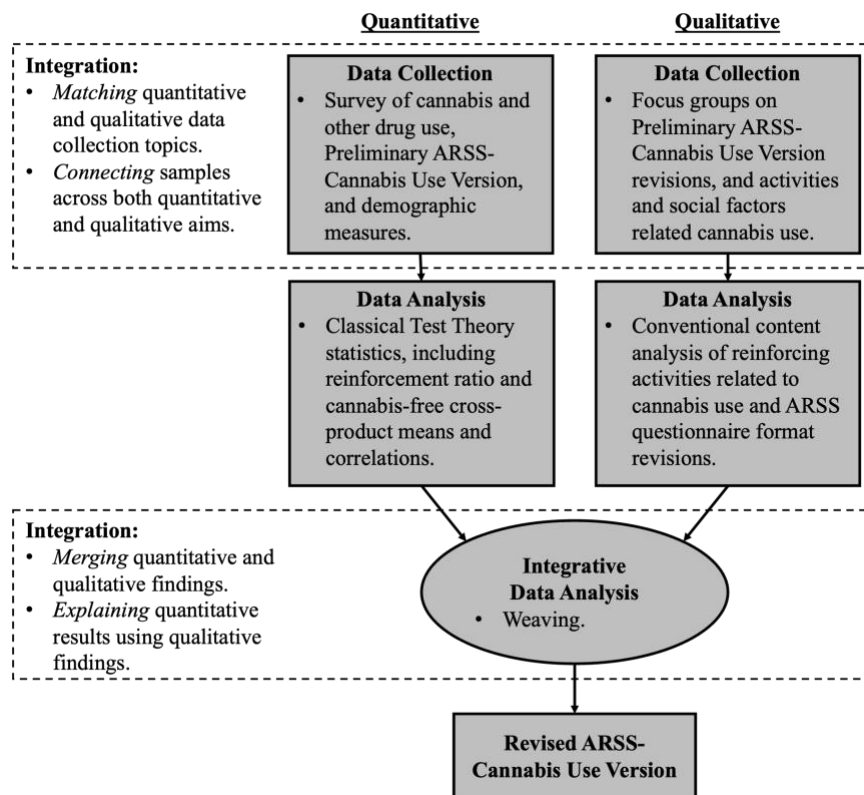 Quantitative
Qualitative
Integration:
• Matching quantitative
and qualitative data
collection topics.
• Connecting samples
across both quantitative
and qualitative aims.
Data Collection
• Survey of cannabis and
other drug use,
Preliminary ARSS-
Cannabis Use Version,
and demographic
measures.
Data Collection
• Focus groups on
Preliminary ARSS-
Cannabis Use Version
revisions, and activities
and social factors
related cannabis use.
Data Analysis
• Classical Test Theory
statistics, including
reinforcement ratio and
cannabis-free cross-
product means and
correlations.
Data Analysis
• Conventional content
analysis of reinforcing
activities related to
cannabis use and ARSS
questionnaire format
revisions.
Integration:
• Merging quantitative and
qualitative findings.
• Explaining quantitative
results using qualitative
findings.
Integrative
Data Analysis
• Weaving.
Revised ARSS-
Cannabis Use Version